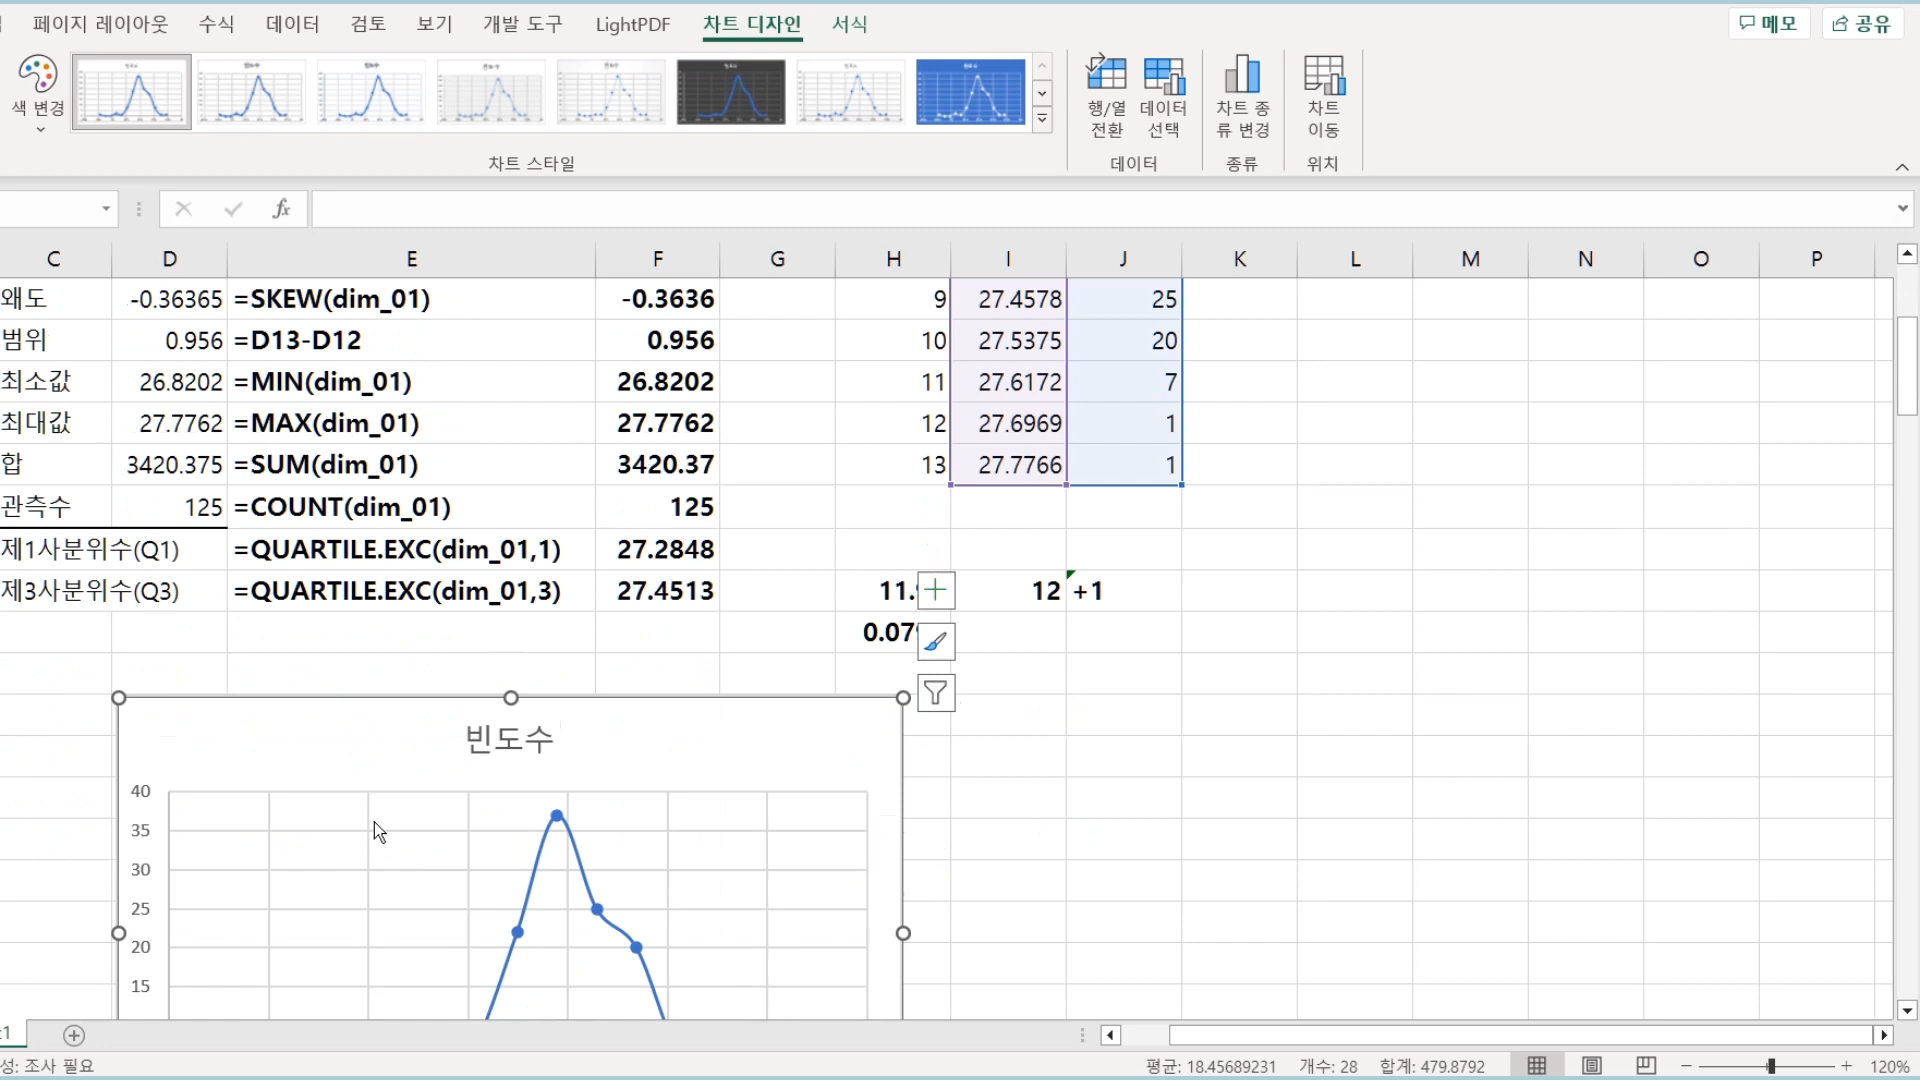 페이지 레이아웃 수식 데이터 검토 보기 개발 도구 LightPDF 차트 디자인 서식 메모 공유
색 변경
행/열 전환
데이터 선택
차트 종류 변경
차트 이동
차트 스타일 데이터 종류 위치
fx
C D E F G H I J K L M N O P
왜도 -0.36365 =SKEW(dim_01) -0.3636 9 27.4578 25
범위 0.956 =D13-D12 0.956 10 27.5375 20
최소값 26.8202 =MIN(dim_01) 26.8202 11 27.6172 7
최대값 27.7762 =MAX(dim_01) 27.7762 12 27.6969 1
합 3420.375 =SUM(dim_01) 3420.37 13 27.7766 1
관측수 125 =COUNT(dim_01) 125
제1사분위수(Q1) =QUARTILE.EXC(dim_01,1) 27.2848
제3사분위수(Q3) =QUARTILE.EXC(dim_01,3) 27.4513 11. 12 +1
0.07
빈도수
40
35
30
25
20
15
성: 조사 필요 평균: 18.45689231 개수: 28 합계: 479.8792 120%